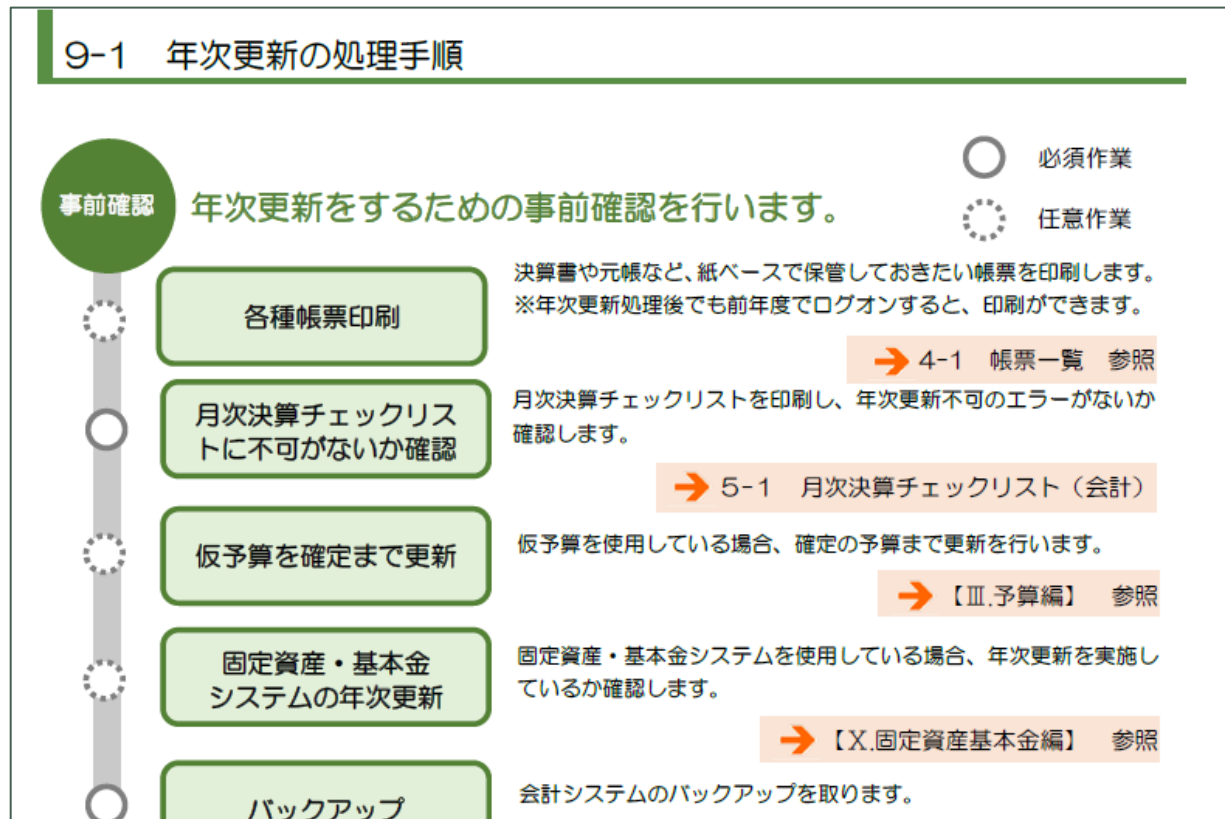 9-1　年次更新の処理手順
必須作業
事前確認
年次更新をするための事前確認を行います。
任意作業
各種帳票印刷
決算書や元帳など、紙ベースで保管しておきたい帳票を印刷します。
※年次更新処理後でも前年度でログオンすると、印刷ができます。
4-1　帳票一覧　参照
月次決算チェックリス
トに不可がないか確認
月次決算チェックリストを印刷し、年次更新不可のエラーがないか
確認します。
5-1　月次決算チェックリスト（会計）
仮予算を確定まで更新
仮予算を使用している場合、確定の予算まで更新を行います。
【Ⅲ.予算編】　参照
固定資産・基本金
システムの年次更新
固定資産・基本金システムを使用している場合、年次更新を実施し
ているか確認します。
【Ⅹ.固定資産基本金編】　参照
バックアップ
会計システムのバックアップを取ります。